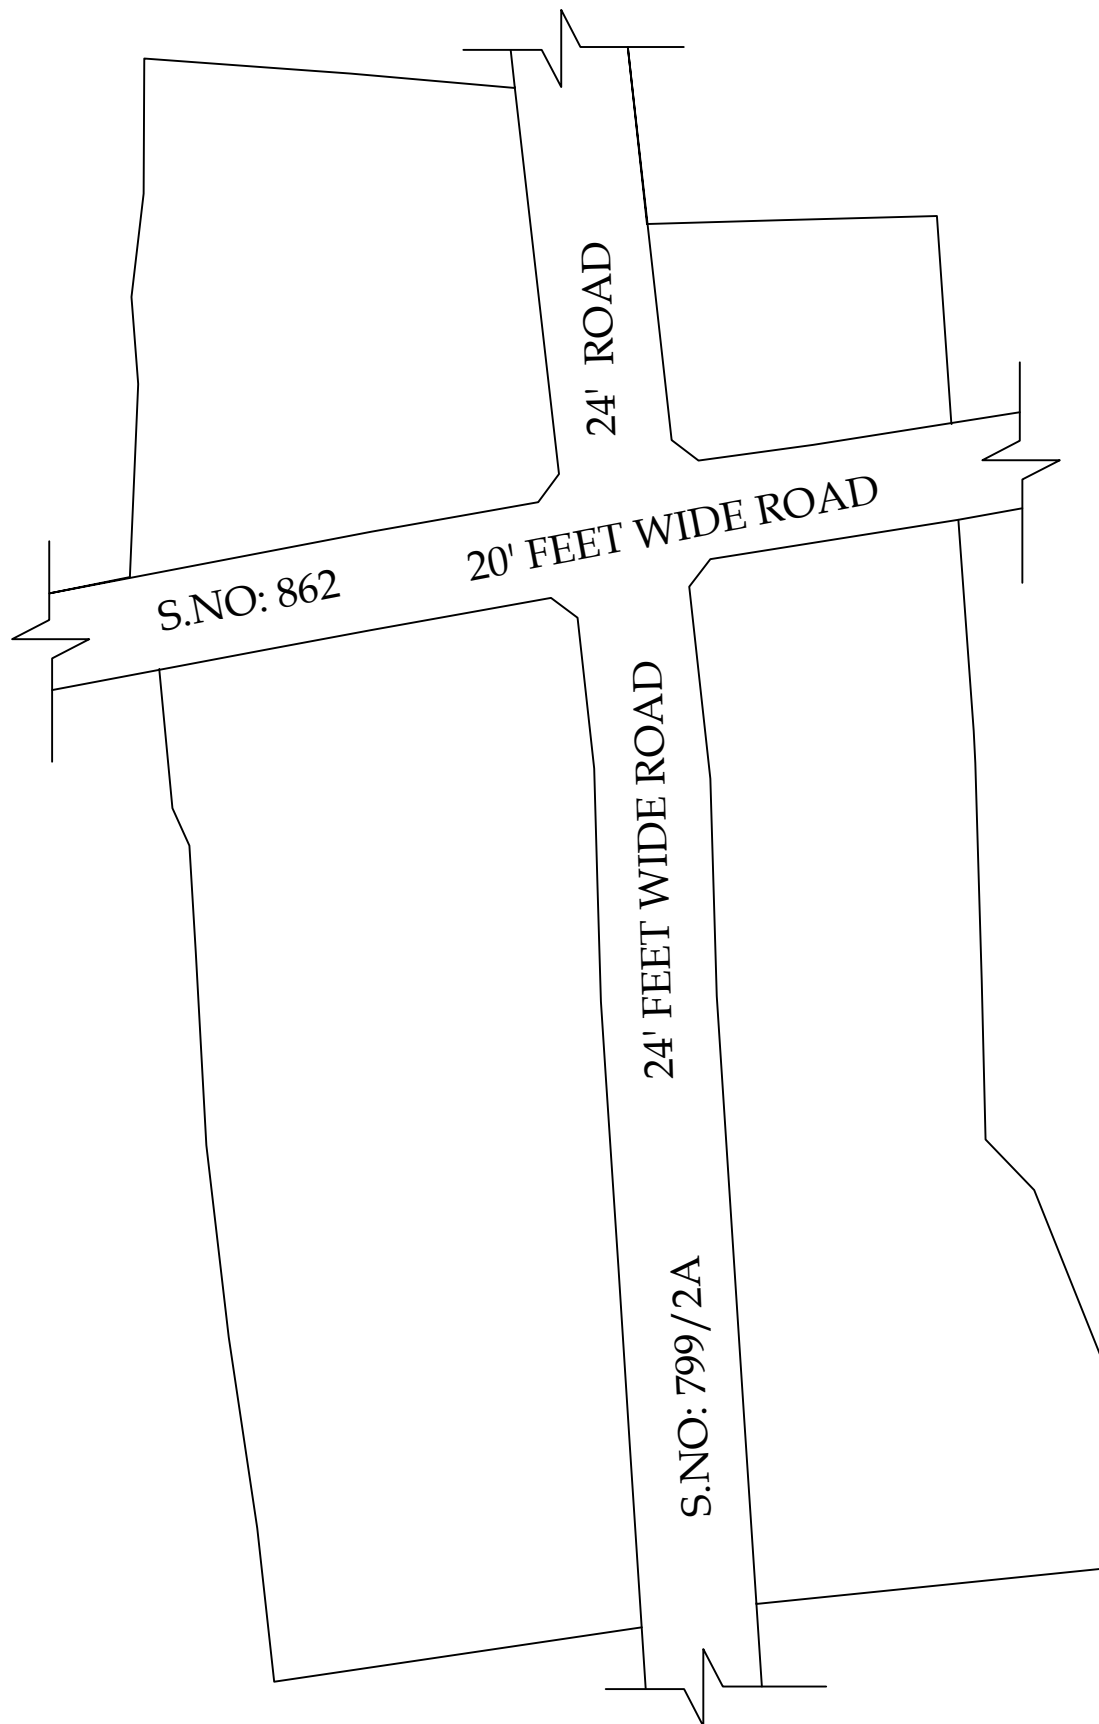 24' ROAD
20' FEET WIDE ROAD
S.NO: 862
24' FEET WIDE ROAD
S.NO: 799/2A